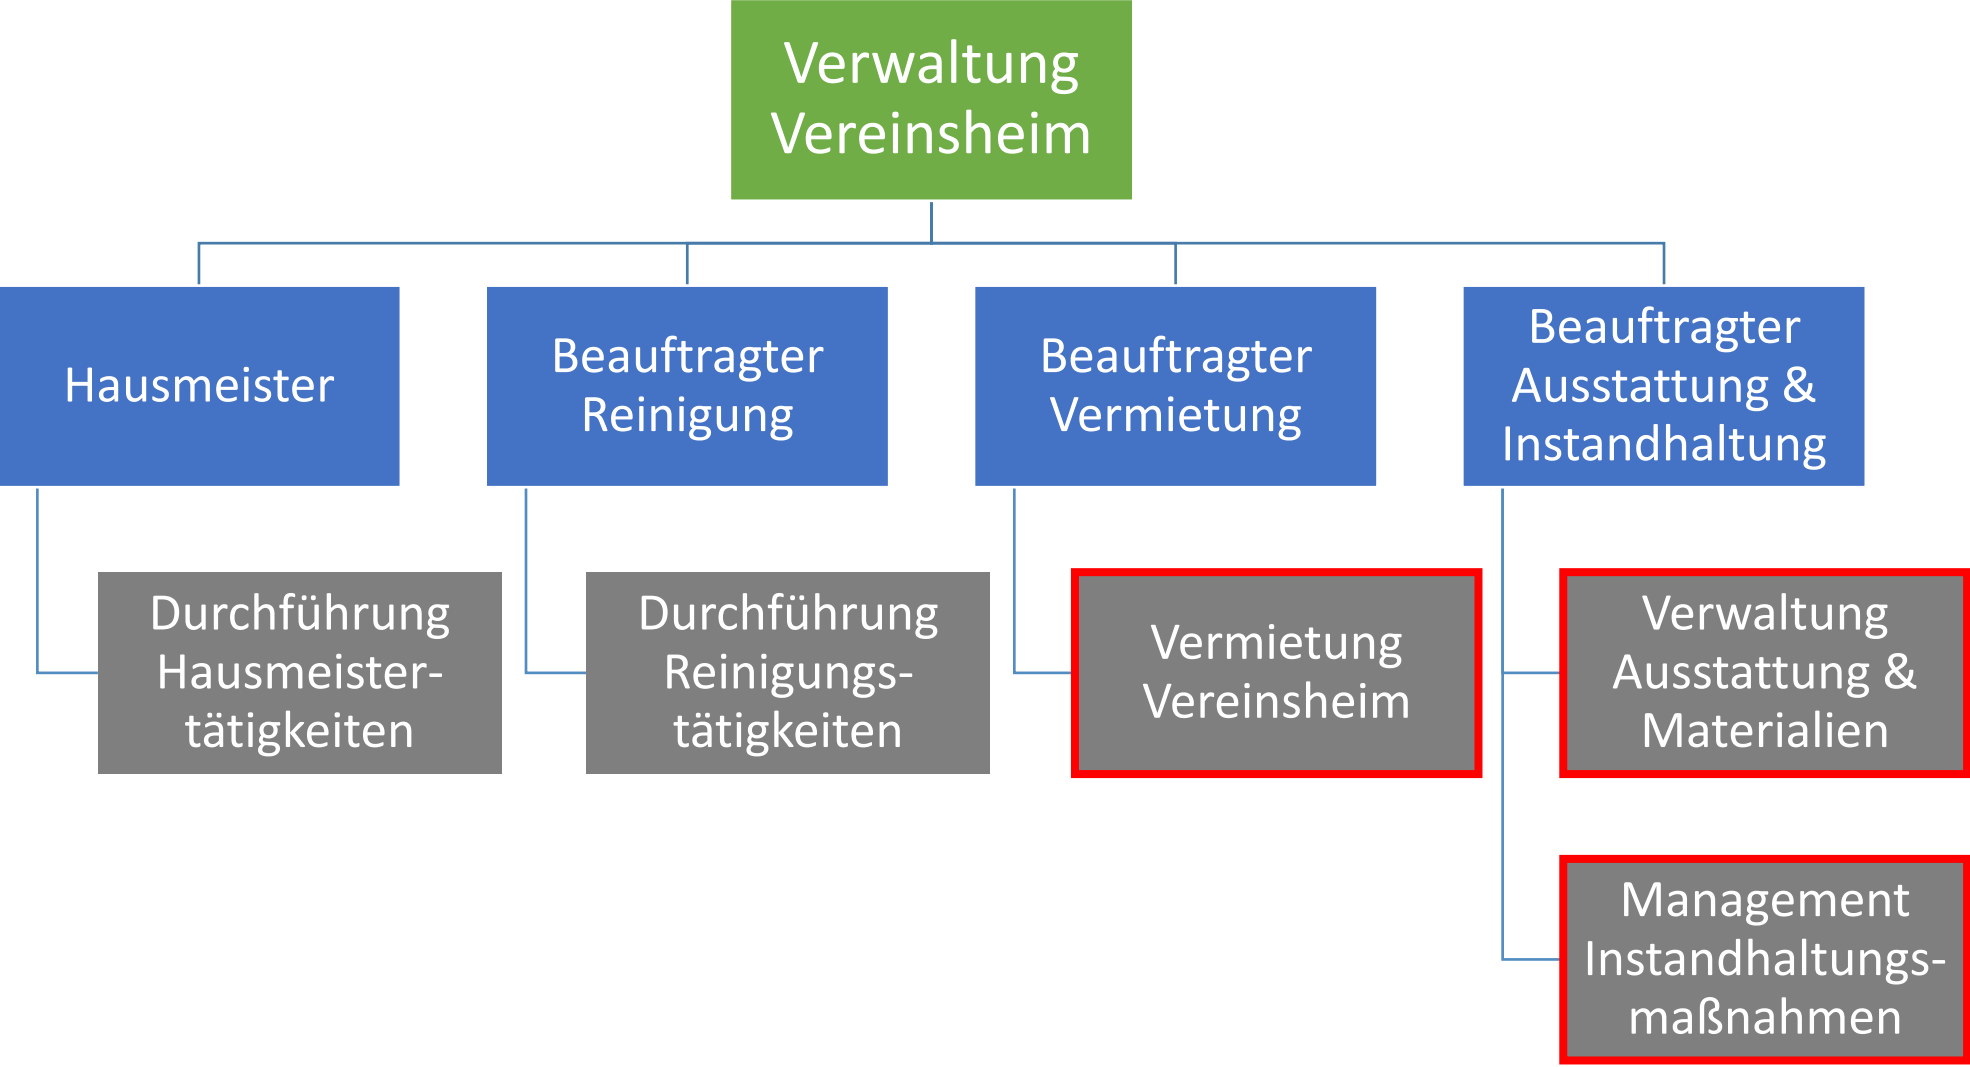 Verwaltung
Vereinsheim
Hausmeister
Beauftragter
Reinigung
Beauftragter
Vermietung
Beauftragter
Ausstattung &
Instandhaltung
Durchführung
Hausmeister-
tätigkeiten
Durchführung
Reinigungs-
tätigkeiten
Vermietung
Vereinsheim
Verwaltung
Ausstattung &
Materialien
Management
Instandhaltungs-
maßnahmen